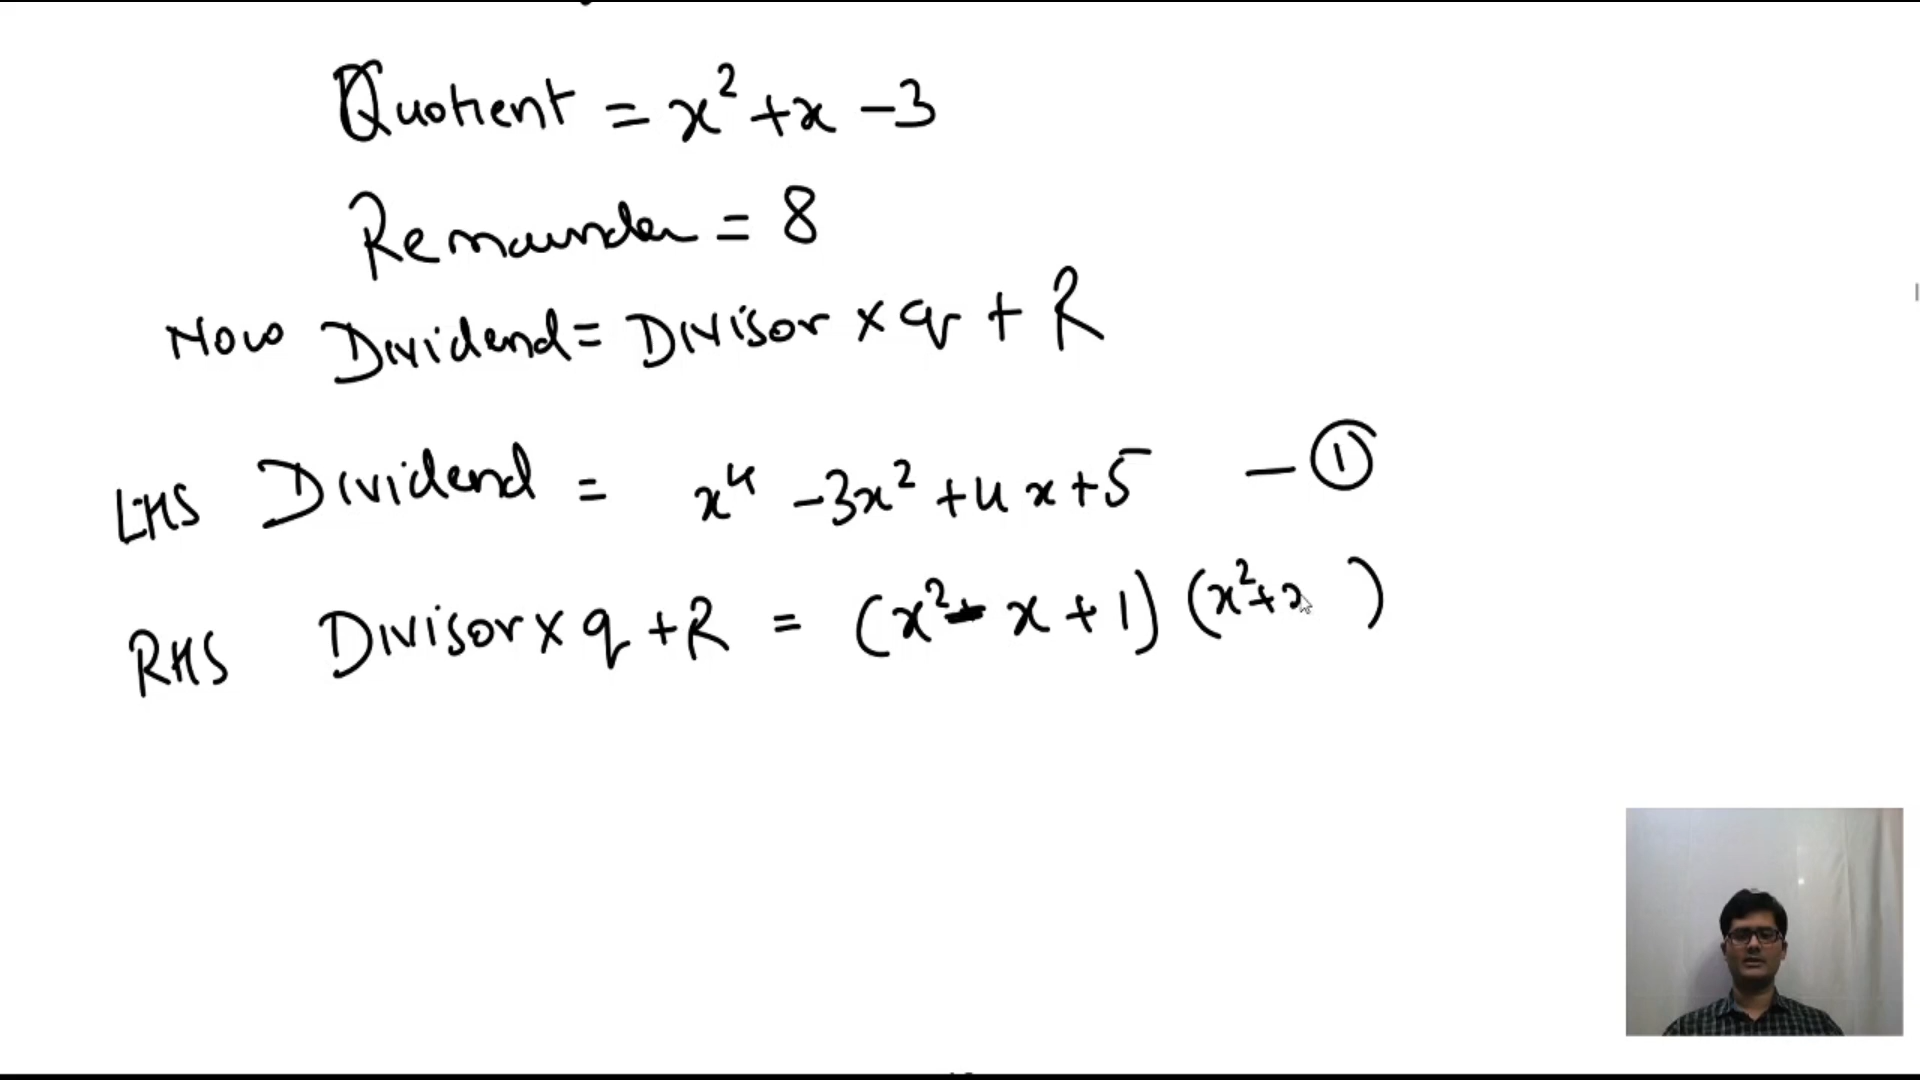 Quotient = x² + x - 3
Remainder = 8
Now Dividend = Divisor × q + R
LHS Dividend = x⁴ - 3x² + 4x + 5 - ①
RHS Divisor × q + R = (x² - x + 1) (x² + x )